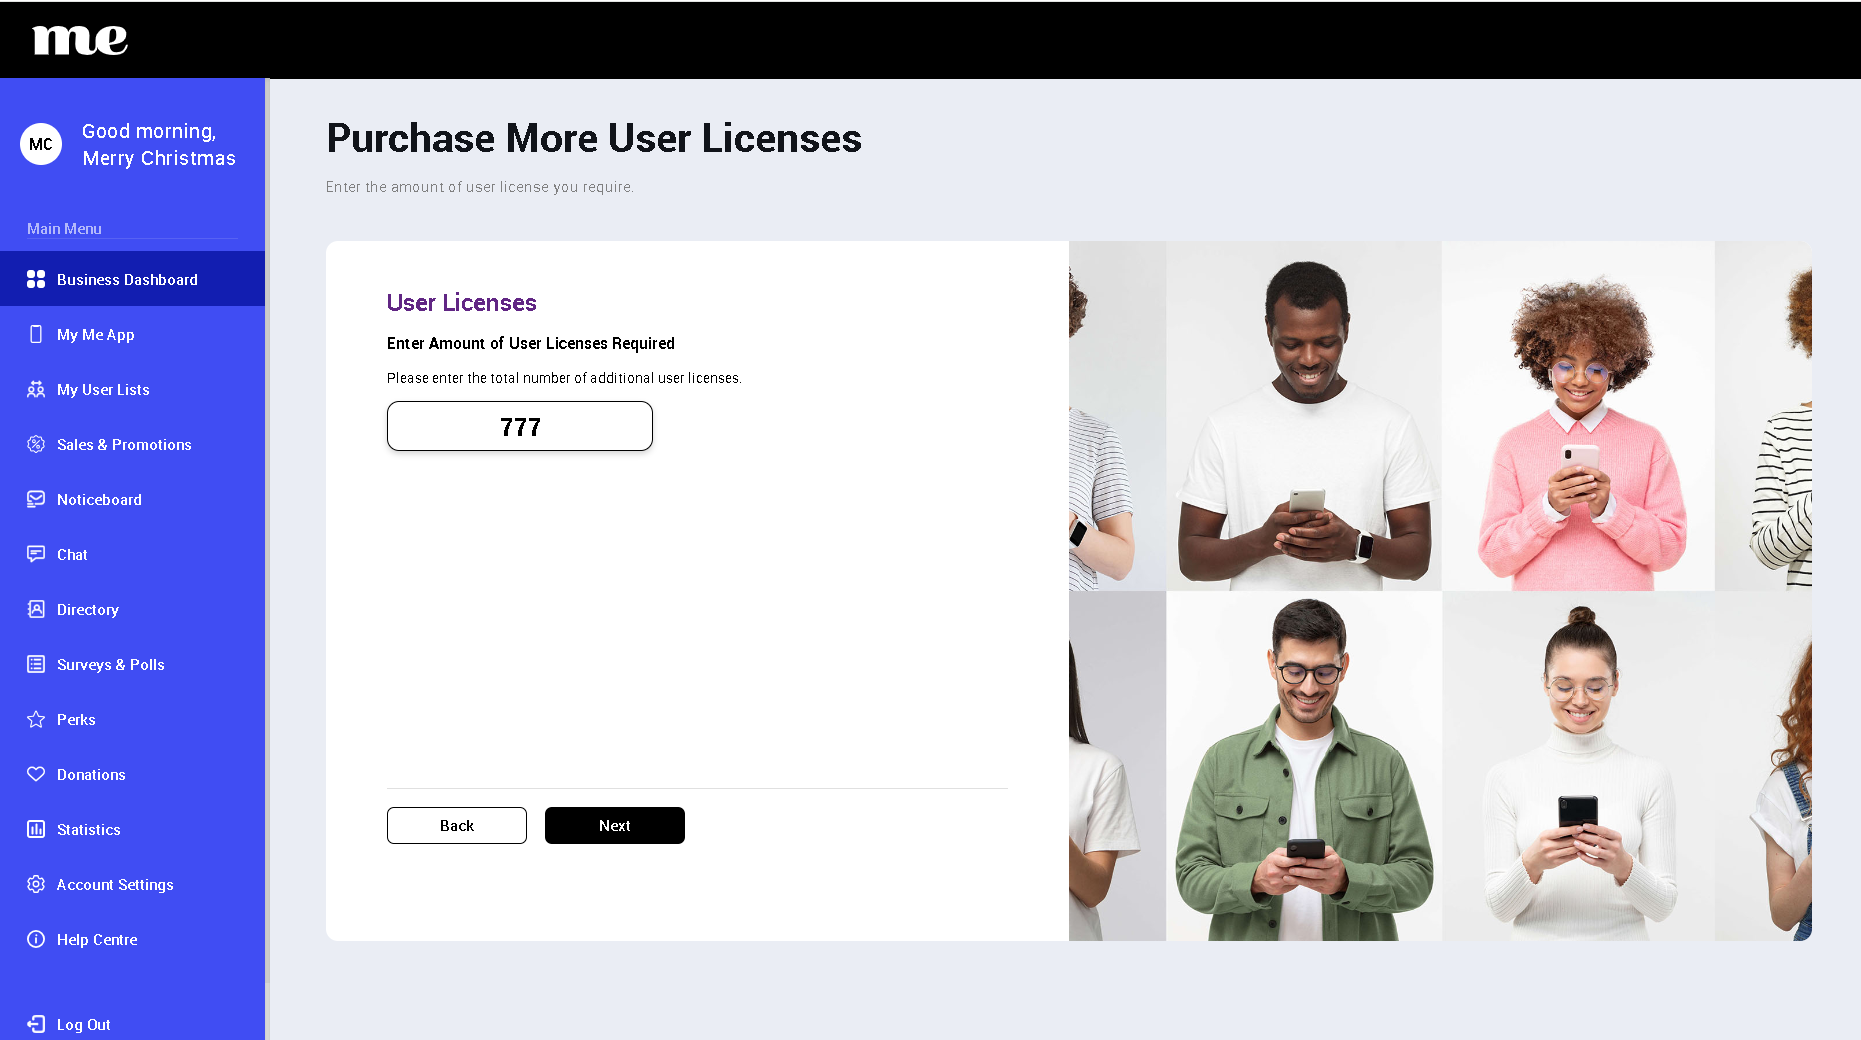 me
MC
Good morning,
Merry Christmas
Main Menu
Business Dashboard
My Me App
My User Lists
Sales & Promotions
Noticeboard
Chat
Directory
Surveys & Polls
Perks
Donations
Statistics
Account Settings
Help Centre
Log Out
Purchase More User Licenses
Enter the amount of user license you require.
User Licenses
Enter Amount of User Licenses Required
Please enter the total number of additional user licenses.
777
Back
Next